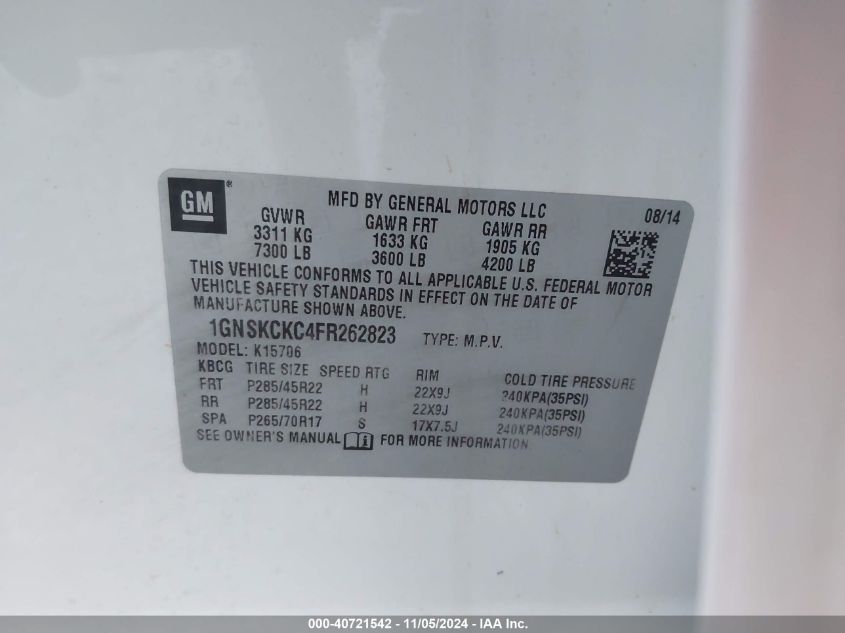 GM®
MFD BY GENERAL MOTORS LLC 08/14
GVWR GAWR FRT GAWR RR
3311 KG 1633 KG 1905 KG
7300 LB 3600 LB 4200 LB
THIS VEHICLE CONFORMS TO ALL APPLICABLE U.S. FEDERAL MOTOR
VEHICLE SAFETY STANDARDS IN EFFECT ON THE DATE OF
MANUFACTURE SHOWN ABOVE.
1GNSKCKC4FR262823 TYPE: M.P.V.
MODEL: K15706
KBCG TIRE SIZE SPEED RTG RIM COLD TIRE PRESSURE
FRT P285/45R22 H 22X9J 240KPA(35PSI)
RR P285/45R22 H 22X9J 240KPA(35PSI)
SPA P265/70R17 S 17X7.5J 240KPA(35PSI)
SEE OWNER'S MANUAL FOR MORE INFORMATION
000-40721542 - 11/05/2024 - IAA Inc.